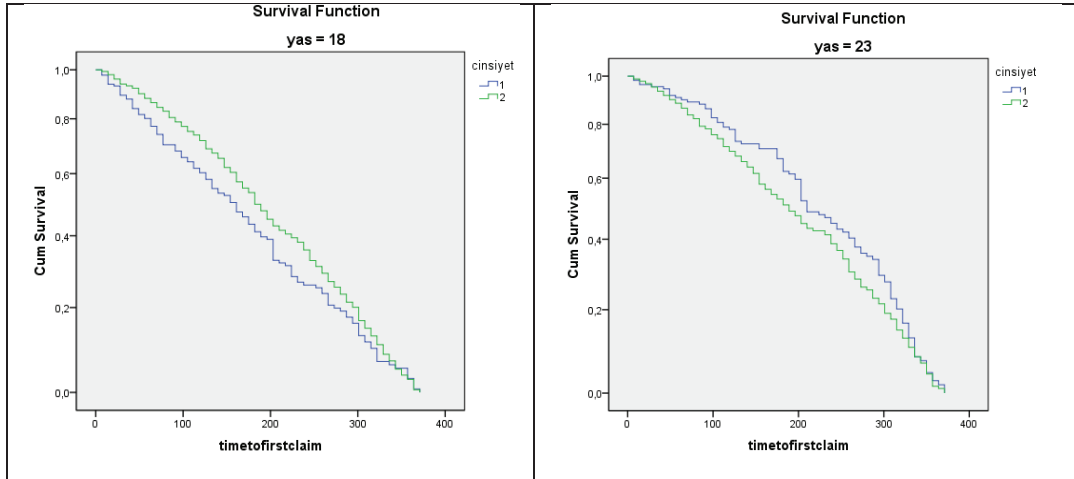 Survival Function
yas = 18
cinsiyet
1
2
1,0
0,8
0,6
0,4
0,2
0,0
Cum Survival
0
100
200
300
400
timetofirstclaim
Survival Function
yas = 23
cinsiyet
1
2
1,0
0,8
0,6
0,4
0,2
0,0
Cum Survival
0
100
200
300
400
timetofirstclaim